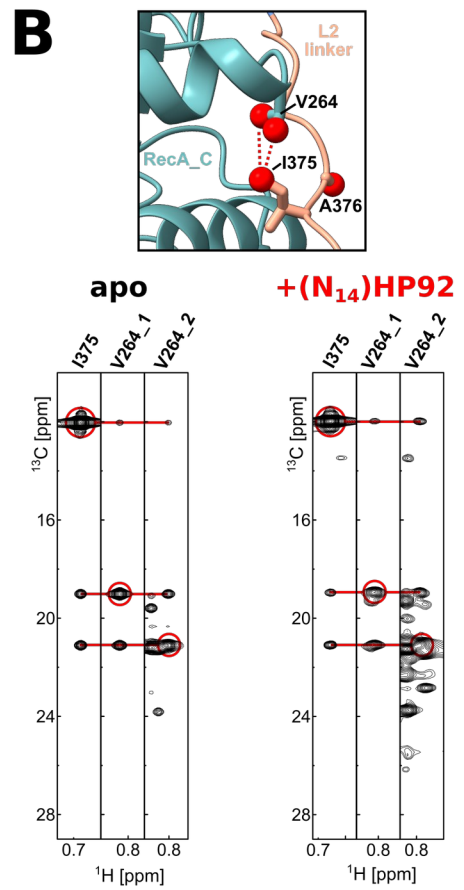 B
L2
linker
V264
RecA_C
I375
A376
apo
+(N₁₄)HP92
I375
V264_1
V264_2
I375
V264_1
V264_2
¹³C [ppm]
16
20
24
28
0.7
0.8
0.8
¹H [ppm]
¹³C [ppm]
16
20
24
28
0.7
0.8
0.8
¹H [ppm]